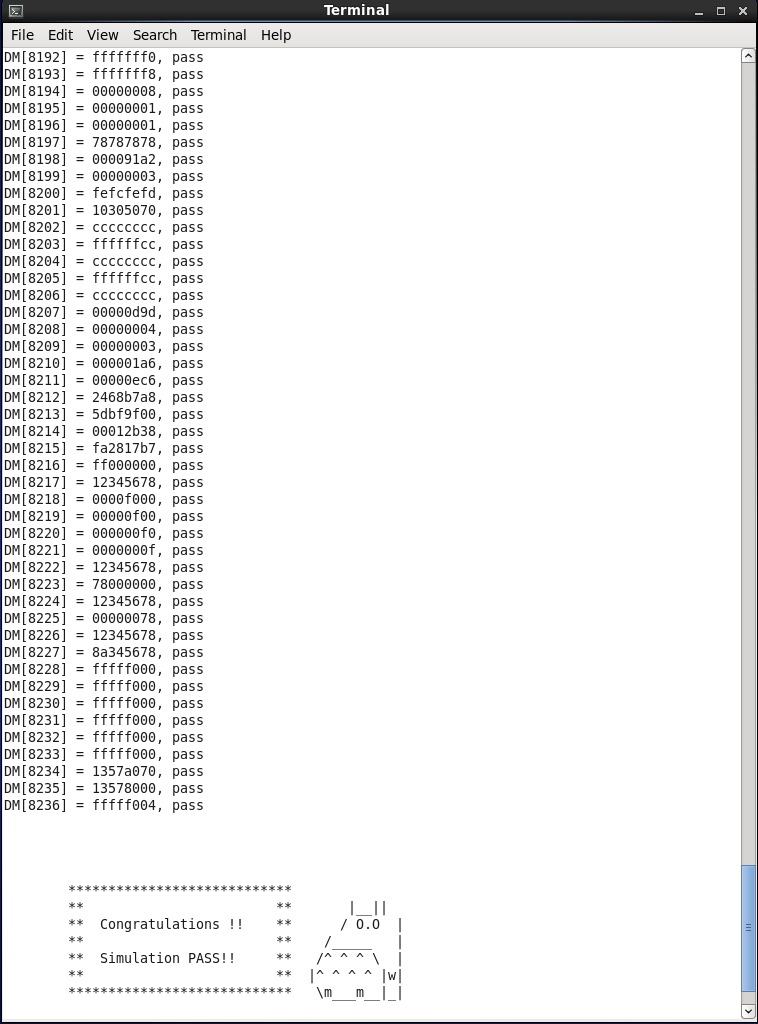 Terminal
File Edit View Search Terminal Help
DM[8192] = fffffff0, pass
DM[8193] = fffffff8, pass
DM[8194] = 00000008, pass
DM[8195] = 00000001, pass
DM[8196] = 00000001, pass
DM[8197] = 78787878, pass
DM[8198] = 000091a2, pass
DM[8199] = 00000003, pass
DM[8200] = fefcfefd, pass
DM[8201] = 10305070, pass
DM[8202] = cccccccc, pass
DM[8203] = ffffffcc, pass
DM[8204] = cccccccc, pass
DM[8205] = ffffffcc, pass
DM[8206] = cccccccc, pass
DM[8207] = 00000d9d, pass
DM[8208] = 00000004, pass
DM[8209] = 00000003, pass
DM[8210] = 000001a6, pass
DM[8211] = 00000ec6, pass
DM[8212] = 2468b7a8, pass
DM[8213] = 5dbf9f00, pass
DM[8214] = 00012b38, pass
DM[8215] = fa2817b7, pass
DM[8216] = ff000000, pass
DM[8217] = 12345678, pass
DM[8218] = 0000f000, pass
DM[8219] = 00000f00, pass
DM[8220] = 000000f0, pass
DM[8221] = 0000000f, pass
DM[8222] = 12345678, pass
DM[8223] = 78000000, pass
DM[8224] = 12345678, pass
DM[8225] = 00000078, pass
DM[8226] = 12345678, pass
DM[8227] = 8a345678, pass
DM[8228] = fffff000, pass
DM[8229] = fffff000, pass
DM[8230] = fffff000, pass
DM[8231] = fffff000, pass
DM[8232] = fffff000, pass
DM[8233] = fffff000, pass
DM[8234] = 1357a070, pass
DM[8235] = 13578000, pass
DM[8236] = fffff004, pass
****************************
**                        **       |__||
**  Congratulations !!    **      / O.O  |
**                        **    /_____   |
**  Simulation PASS!!     **   /^ ^ ^ \  |
**                        **  |^ ^ ^ ^ |w|
****************************   \m___m__|_|